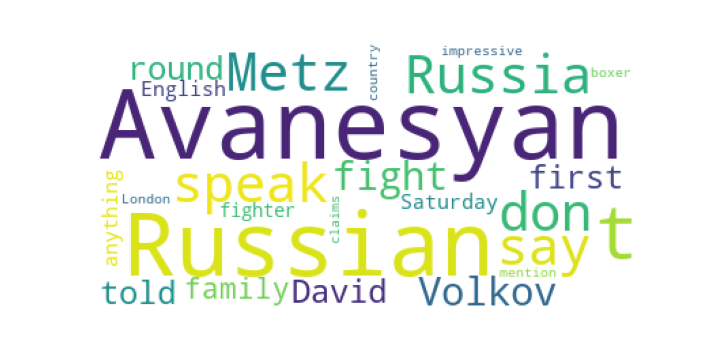 impressive
country
round Metz Russia boxer
English
Avanesyan
anything speak fight first
London fighter claims Saturday don t
Russian say
mention
told family David Volkov